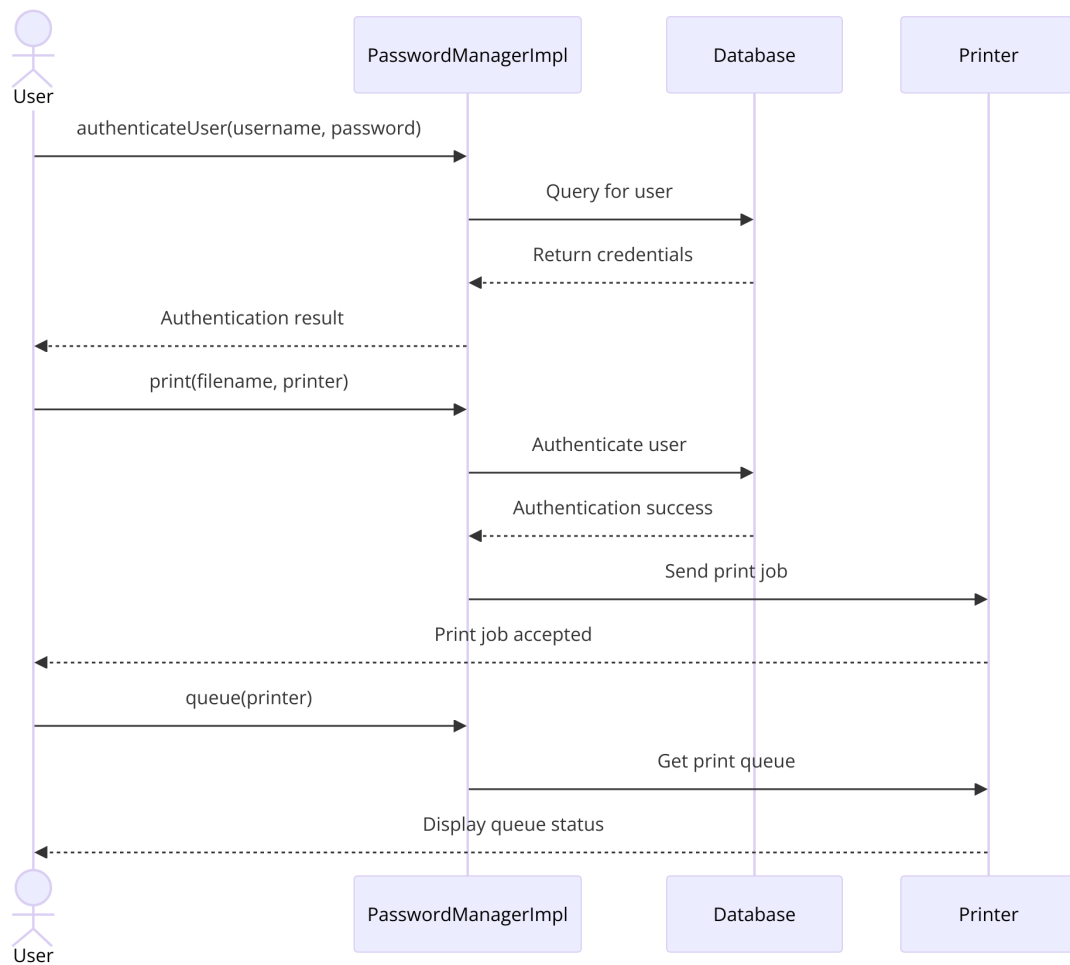 User
PasswordManagerImpl
Database
Printer
authenticateUser(username, password)
Query for user
Return credentials
Authentication result
print(filename, printer)
Authenticate user
Authentication success
Send print job
Print job accepted
queue(printer)
Get print queue
Display queue status
User
PasswordManagerImpl
Database
Printer